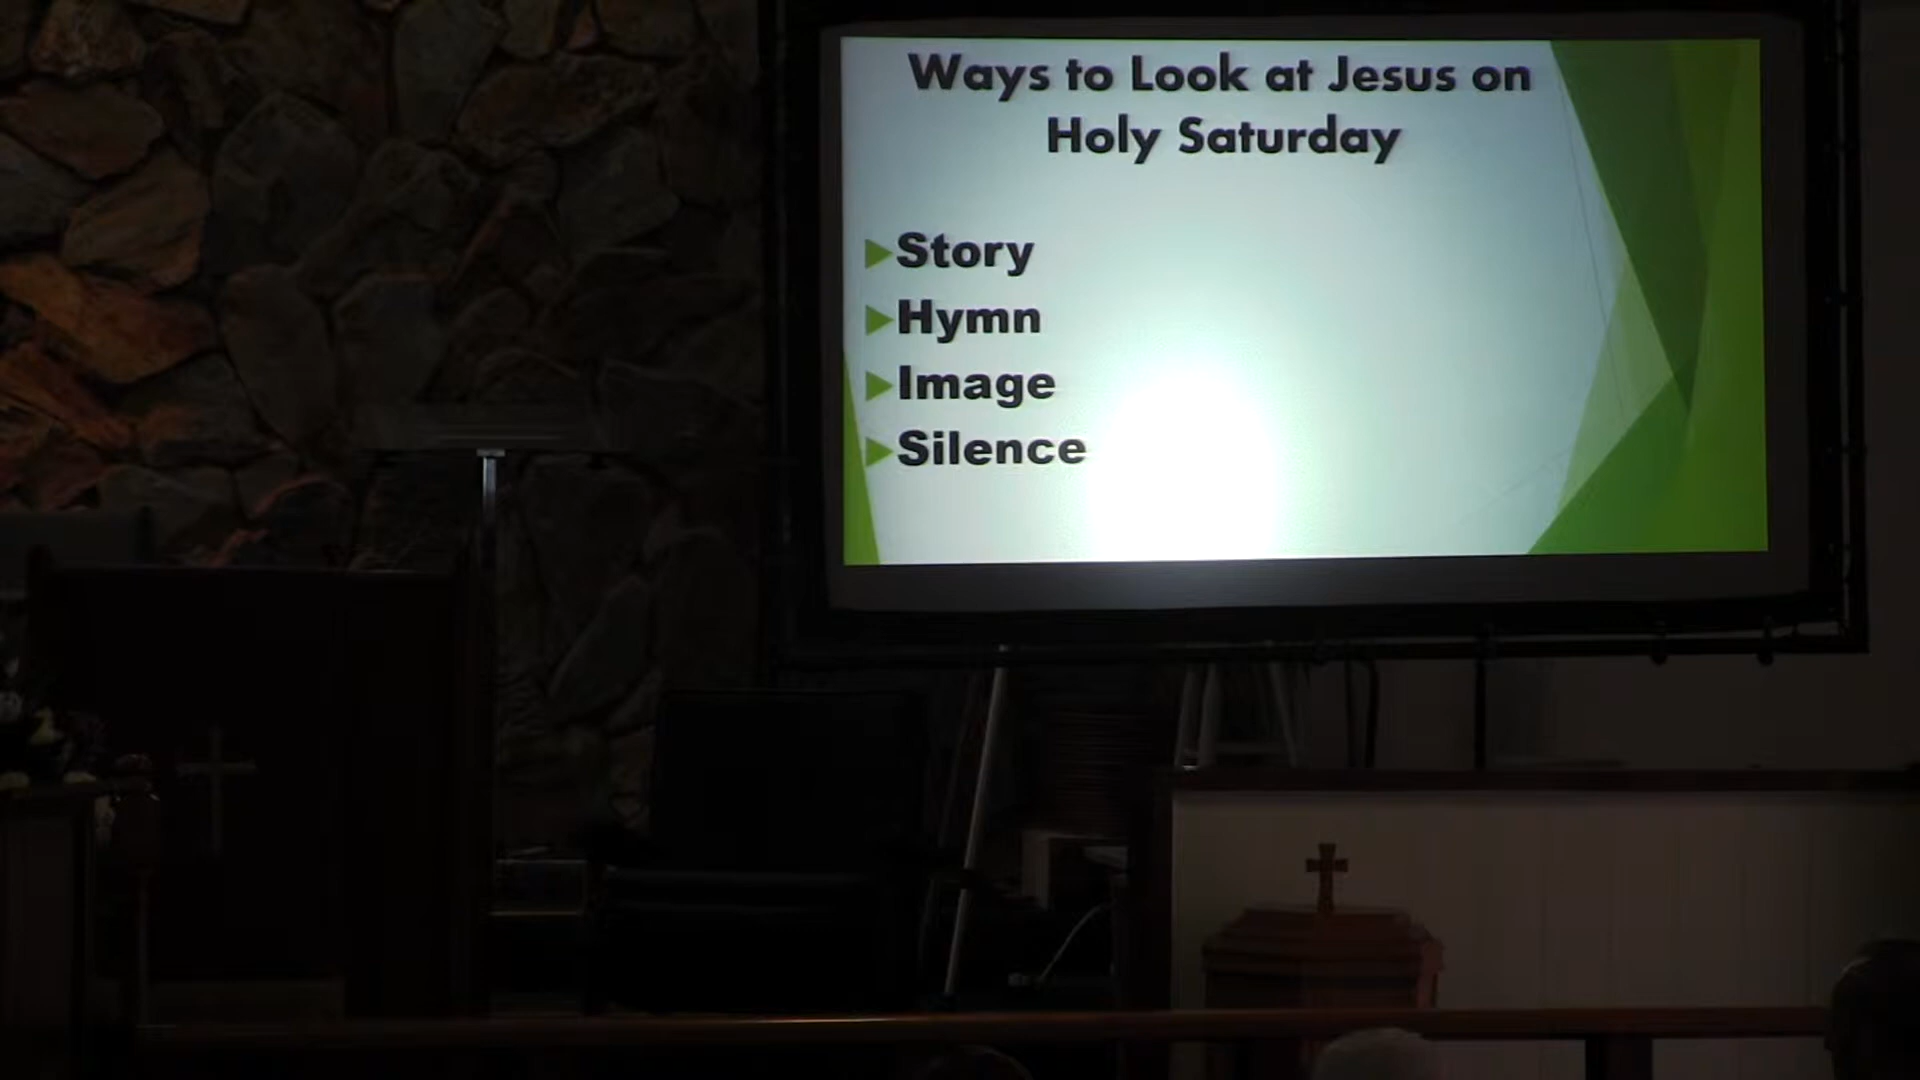 Ways to Look at Jesus on
Holy Saturday
Story
Hymn
Image
Silence